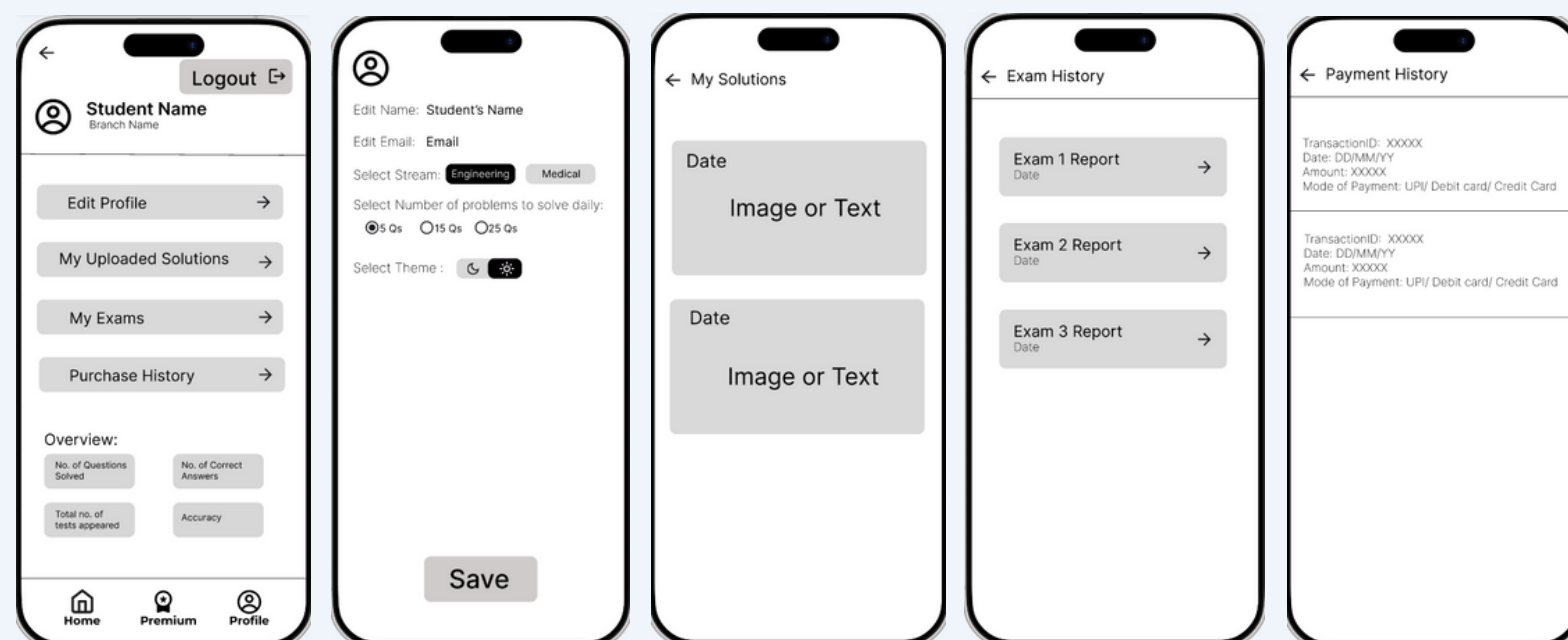 Logout
Student Name
Branch Name
Edit Profile
My Uploaded Solutions
My Exams
Purchase History
Overview:
No. of Questions
Solved
No. of Correct
Answers
Total no. of
tests appeared
Accuracy
Home
Premium
Profile
Edit Name: Student's Name
Edit Email: Email
Select Stream: Engineering Medical
Select Number of problems to solve daily:
5 Qs 15 Qs 25 Qs
Select Theme :
Save
My Solutions
Date
Image or Text
Date
Image or Text
Exam History
Exam 1 Report
Date
Exam 2 Report
Date
Exam 3 Report
Date
Payment History
TransactionID: XXXXX
Date: DD/MM/YY
Amount: XXXXX
Mode of Payment: UPI/ Debit card/ Credit Card
TransactionID: XXXXX
Date: DD/MM/YY
Amount: XXXXX
Mode of Payment: UPI/ Debit card/ Credit Card